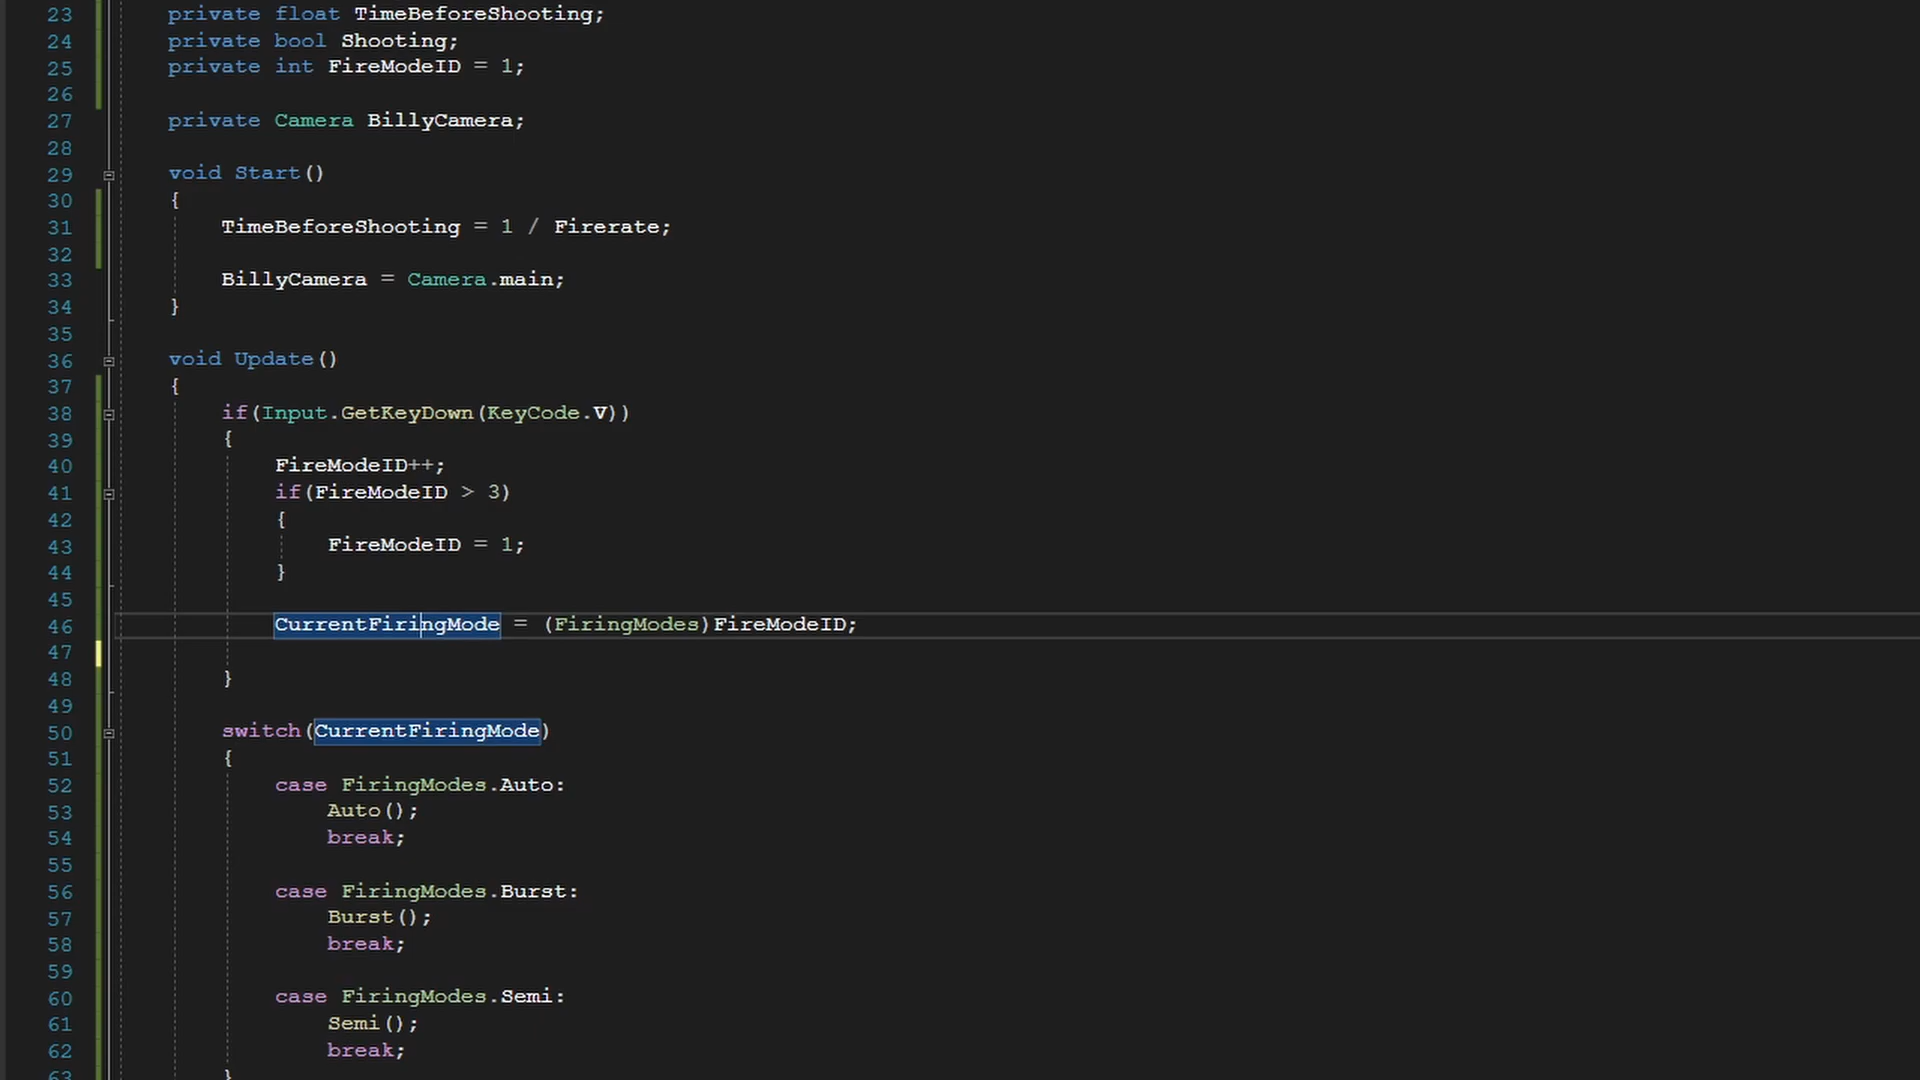 23 private float TimeBeforeShooting;
24 private bool Shooting;
25 private int FireModeID = 1;
26
27 private Camera BillyCamera;
28
29 void Start()
30 {
31 TimeBeforeShooting = 1 / Firerate;
32
33 BillyCamera = Camera.main;
34 }
35
36 void Update()
37 {
38 if(Input.GetKeyDown(KeyCode.V))
39 {
40 FireModeID++;
41 if(FireModeID > 3)
42 {
43 FireModeID = 1;
44 }
45
46 CurrentFiringMode = (FiringModes)FireModeID;
47
48 }
49
50 switch(CurrentFiringMode)
51 {
52 case FiringModes.Auto:
53 Auto();
54 break;
55
56 case FiringModes.Burst:
57 Burst();
58 break;
59
60 case FiringModes.Semi:
61 Semi();
62 break;
63 }